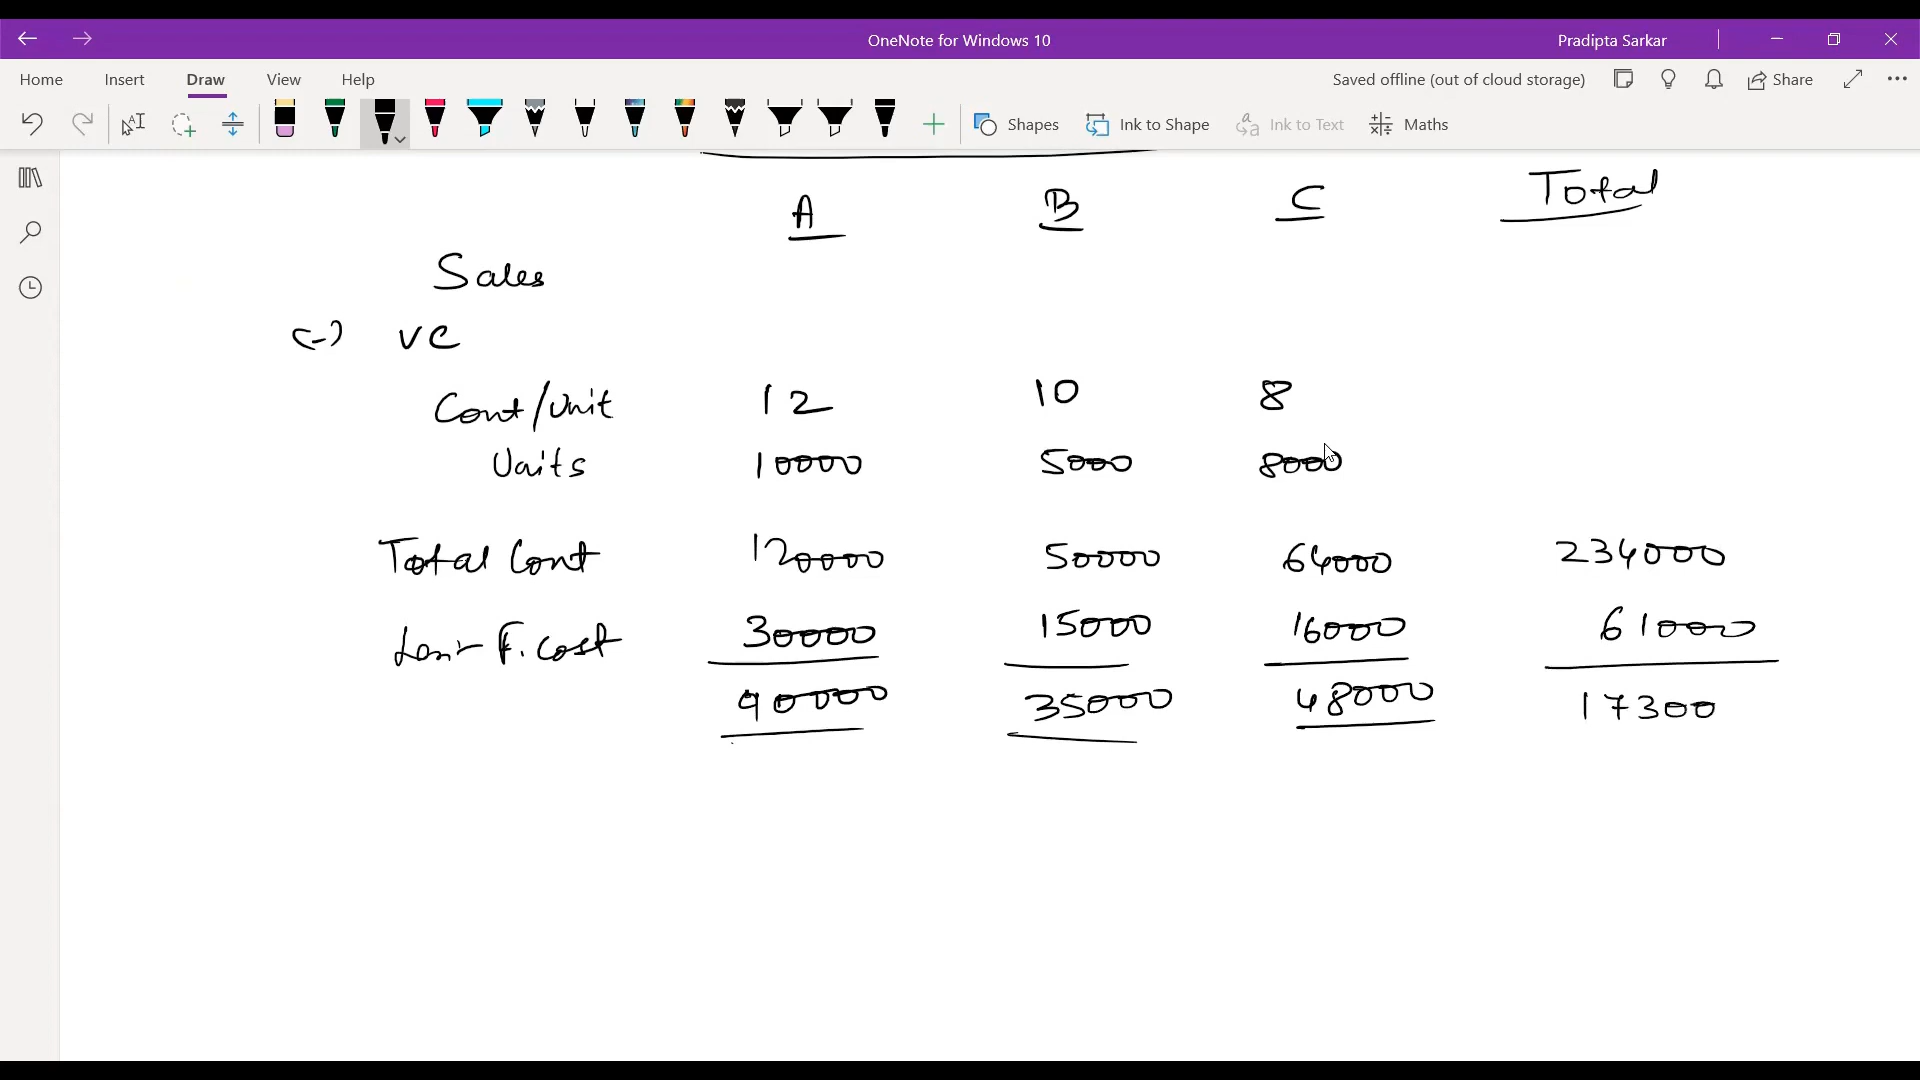 OneNote for Windows 10
Pradipta Sarkar
Home Insert Draw View Help
Saved offline (out of cloud storage) Share
Shapes Ink to Shape Ink to Text Maths
A B C Total
Sales
(-) VC
Cont/Unit 12 10 8
Units 10000 5000 8000
Total Cont 120000 50000 64000 234000
F. cost 30000 15000 16000 61000
90000 35000 48000 17300